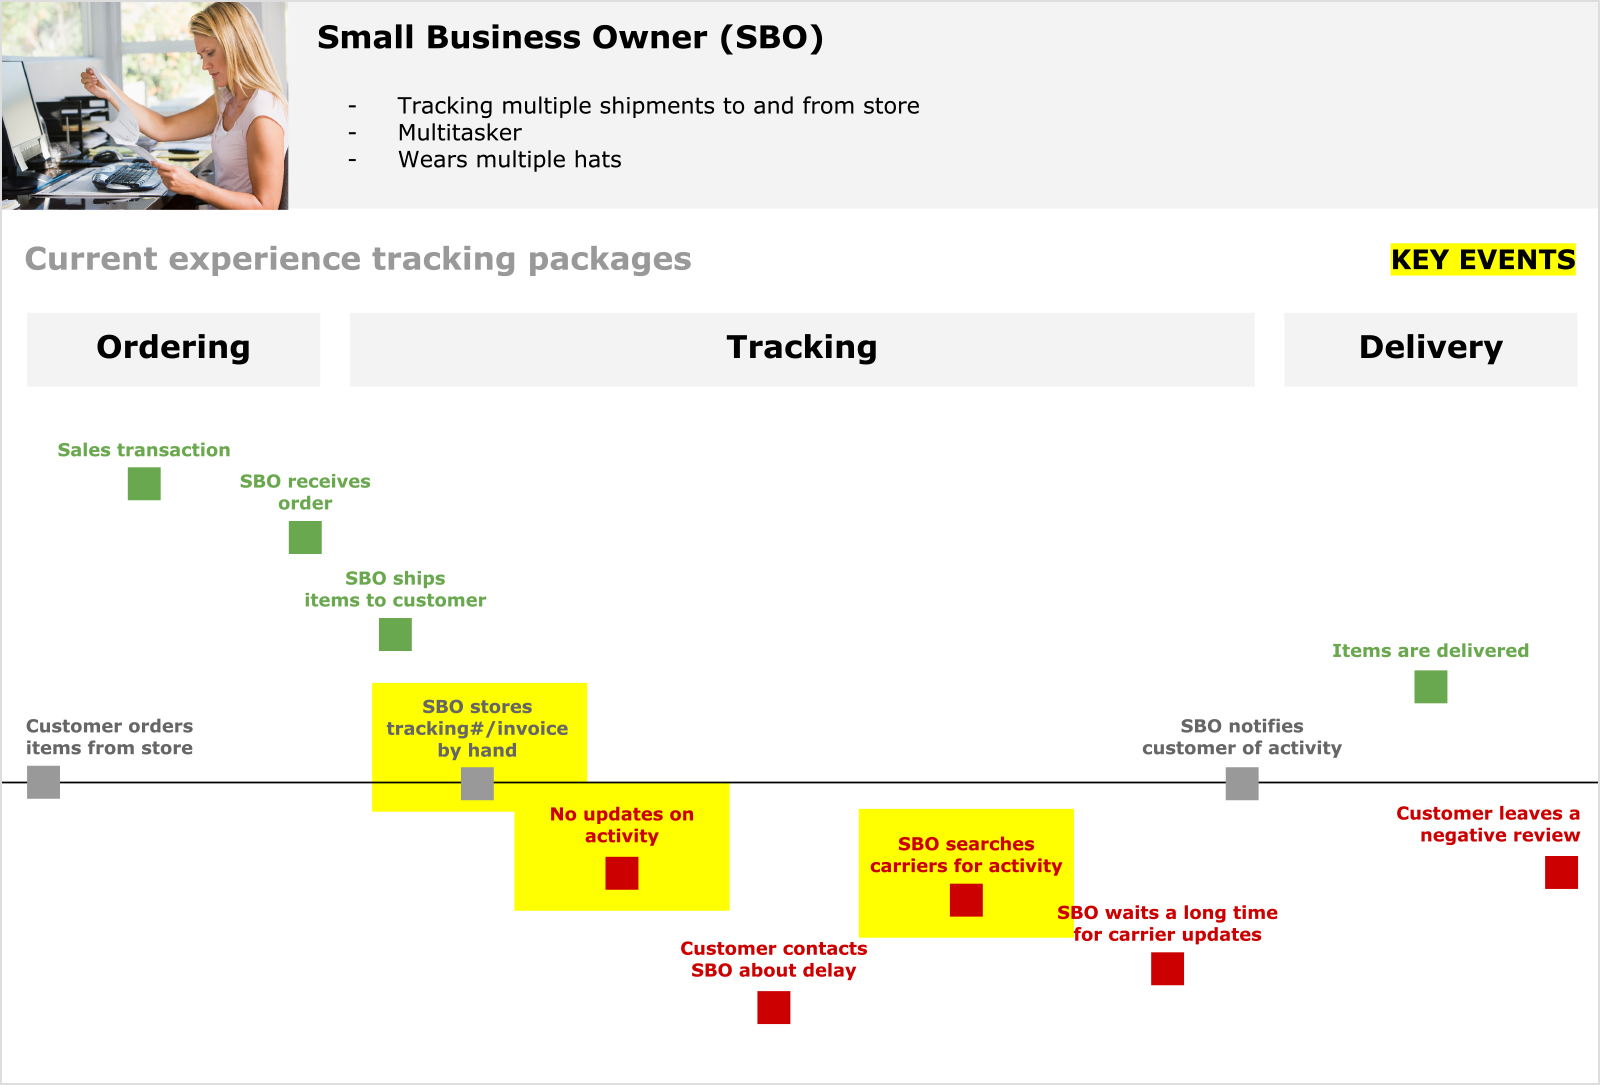 Small Business Owner (SBO)
- Tracking multiple shipments to and from store
- Multitasker
- Wears multiple hats
Current experience tracking packages
KEY EVENTS
Ordering
Tracking
Delivery
Sales transaction
SBO receives
order
SBO ships
items to customer
Items are delivered
Customer orders
items from store
SBO stores
tracking#/invoice
by hand
SBO notifies
customer of activity
No updates on
activity
SBO searches
carriers for activity
Customer leaves a
negative review
Customer contacts
SBO about delay
SBO waits a long time
for carrier updates